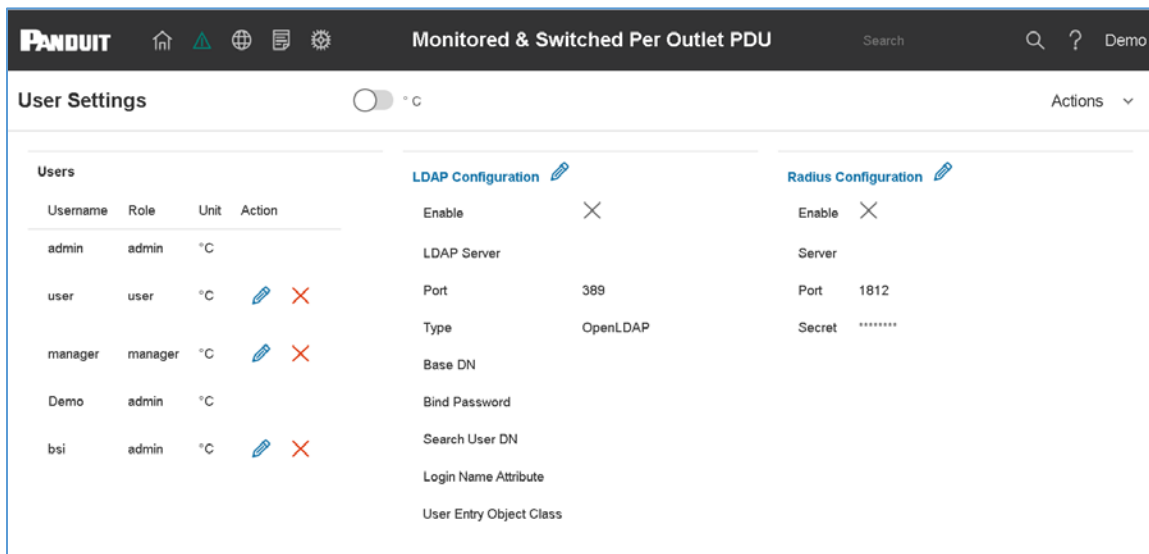 PANDUIT Monitored & Switched Per Outlet PDU Search ? Demo
User Settings ° C Actions
Users
Username Role Unit Action
admin admin °C
user user °C
manager manager °C
Demo admin °C
bsi admin °C
LDAP Configuration
Enable
LDAP Server
Port 389
Type OpenLDAP
Base DN
Bind Password
Search User DN
Login Name Attribute
User Entry Object Class
Radius Configuration
Enable
Server
Port 1812
Secret ********